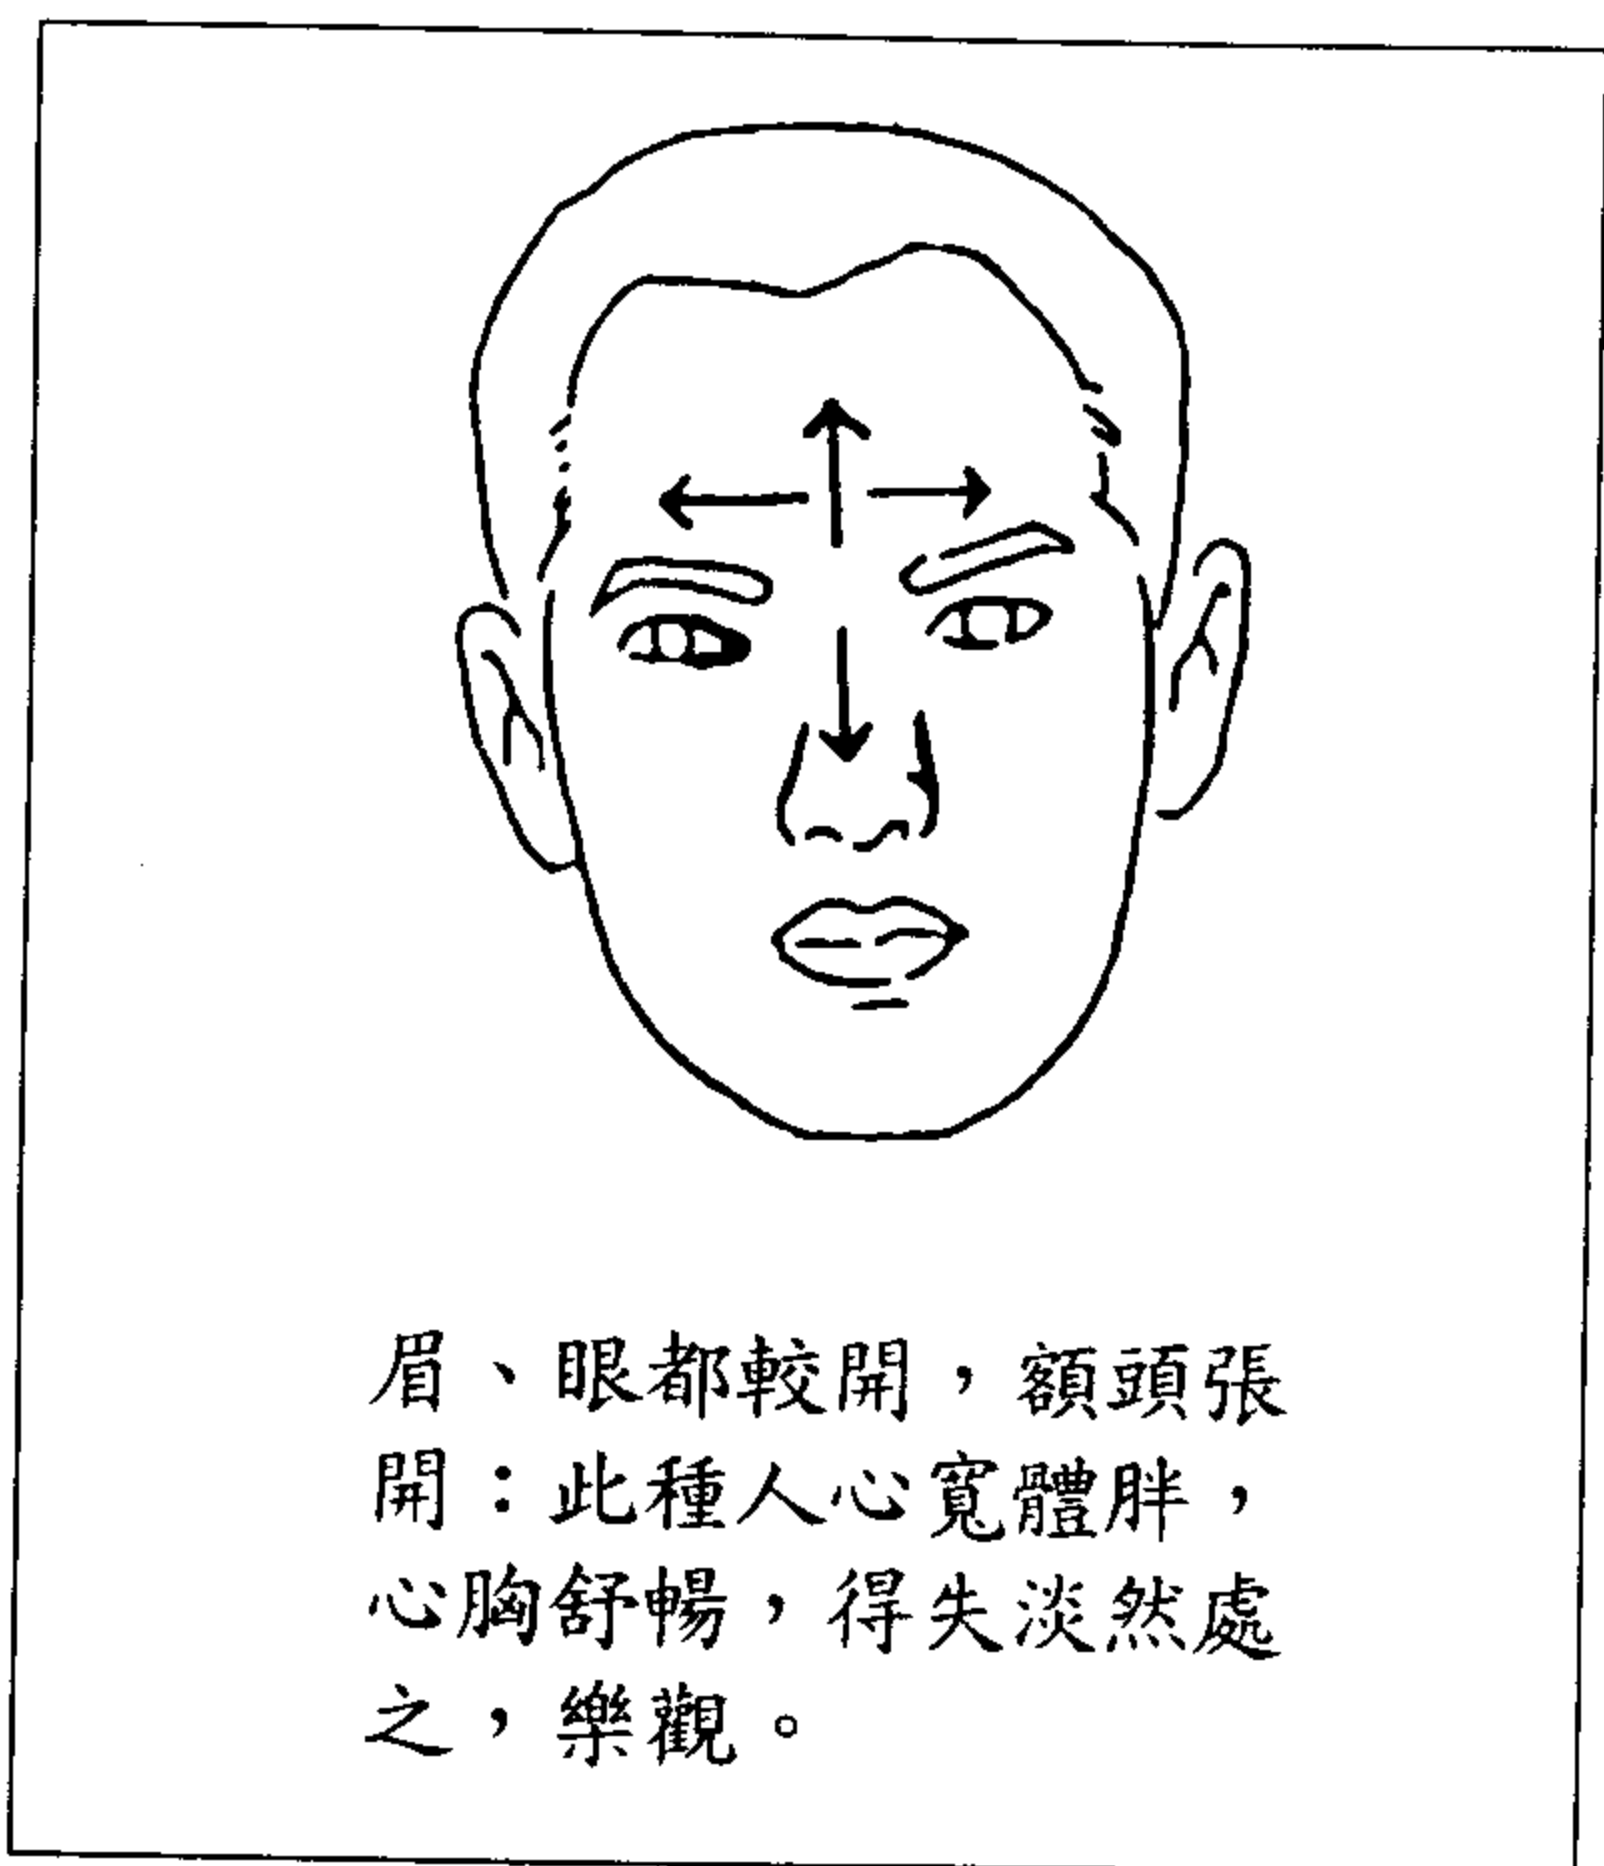 眉、眼都較開，額頭張
開：此種人心寬體胖，
心胸舒暢，得失淡然處
之，樂觀。